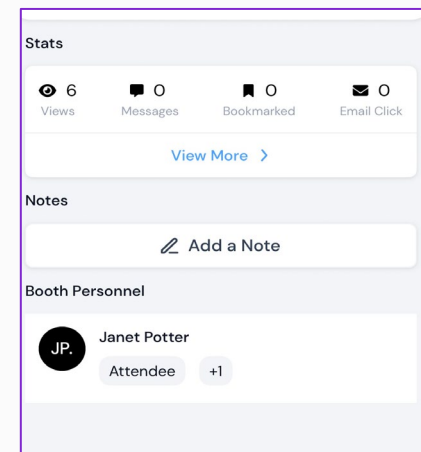 Stats
6 0 0 0
Views Messages Bookmarked Email Click
View More
Notes
Add a Note
Booth Personnel
JP.
Janet Potter
Attendee +1